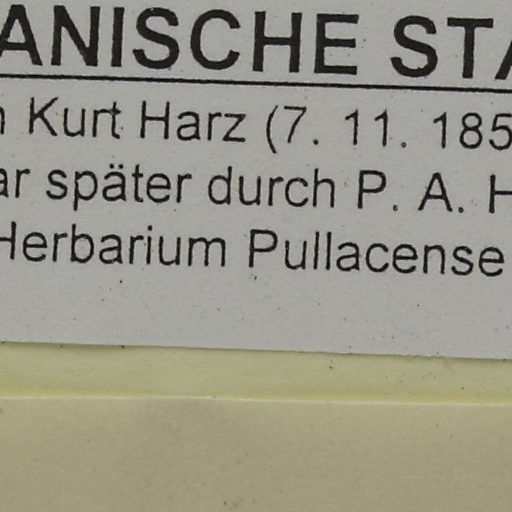 ANISCHE STA
n Kurt Harz (7. 11. 185
ar später durch P. A. H
Herbarium Pullacense